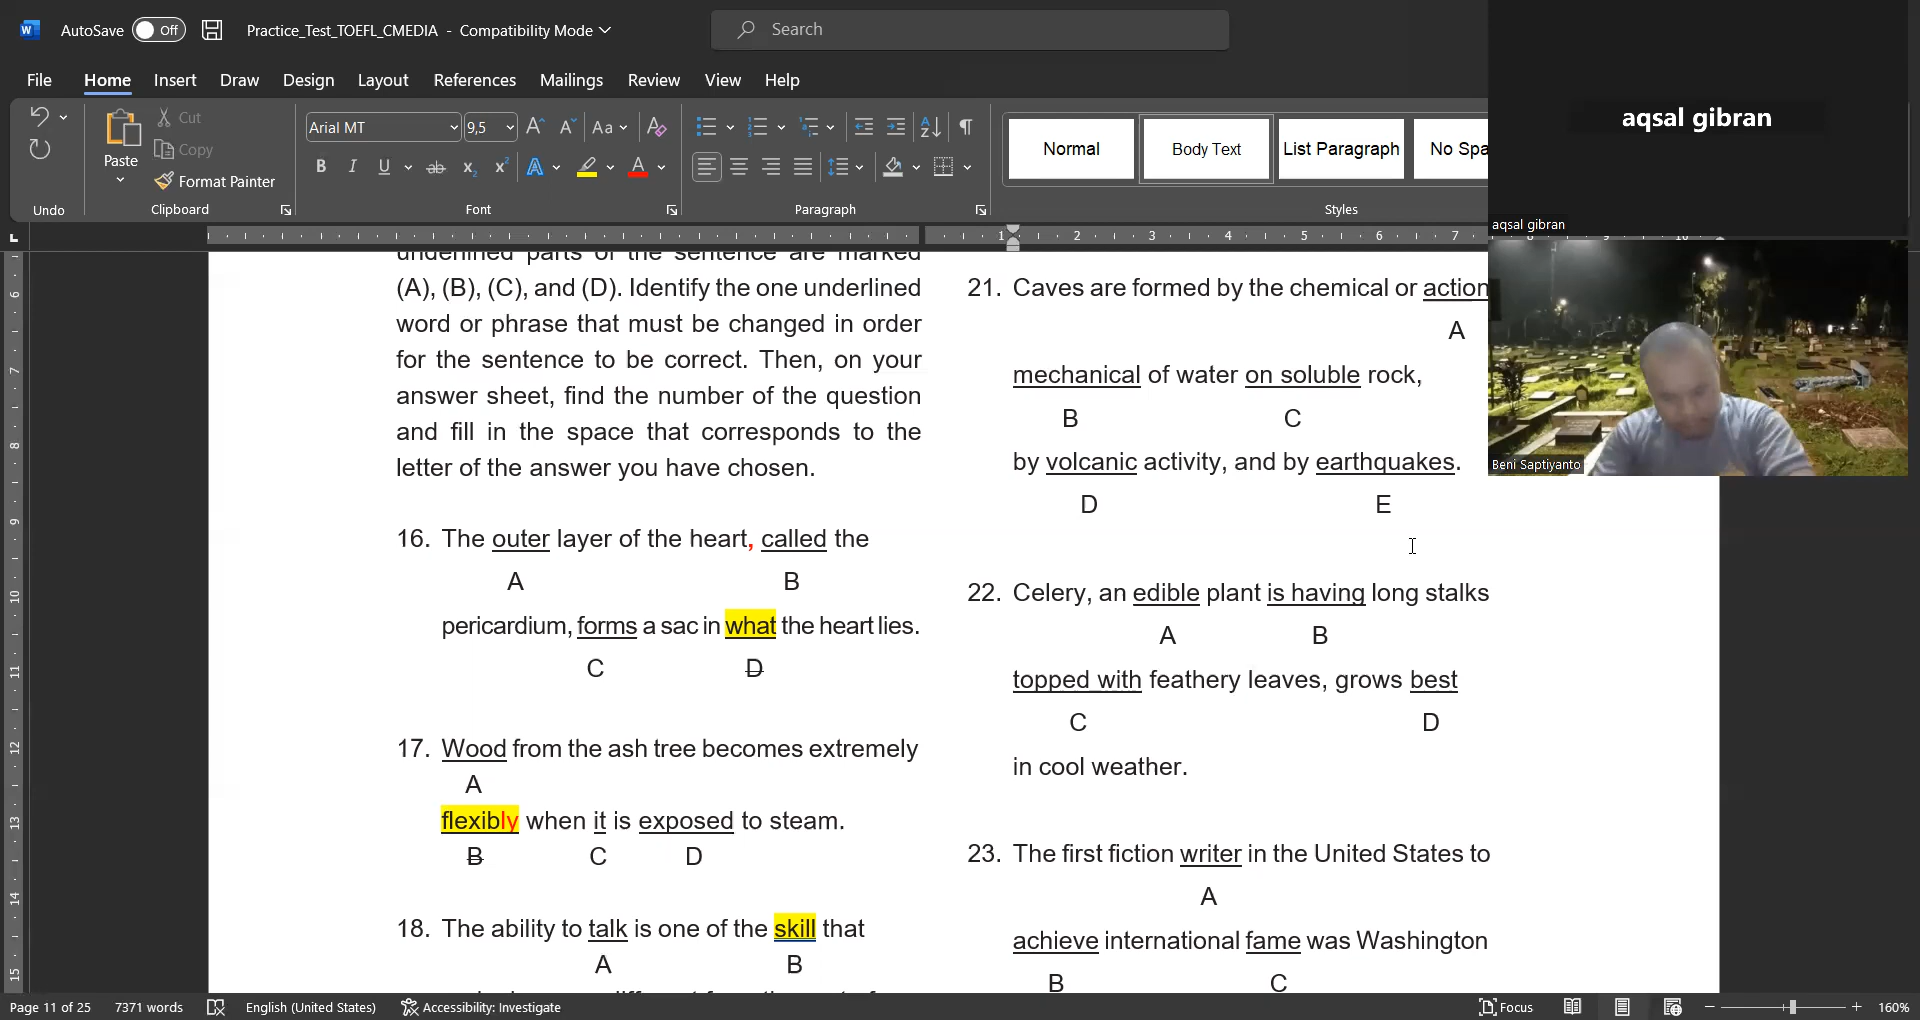 AutoSave Off Practice_Test_TOEFL_CMEDIA - Compatibility Mode Search
File Home Insert Draw Design Layout References Mailings Review View Help
Paste Cut Copy Format Painter
Arial MT 9,5
Normal Body Text List Paragraph No Spa
Undo Clipboard Font Paragraph Styles
aqsal gibran
aqsal gibran
Beni Saptiyanto
underlined parts of the sentence are marked
(A), (B), (C), and (D). Identify the one underlined
word or phrase that must be changed in order
for the sentence to be correct. Then, on your
answer sheet, find the number of the question
and fill in the space that corresponds to the
letter of the answer you have chosen.
16. The outer layer of the heart, called the
A B
pericardium, forms a sac in what the heart lies.
C D
17. Wood from the ash tree becomes extremely
A
flexibly when it is exposed to steam.
B C D
18. The ability to talk is one of the skill that
A B
21. Caves are formed by the chemical or action
A
mechanical of water on soluble rock,
B C
by volcanic activity, and by earthquakes.
D E
22. Celery, an edible plant is having long stalks
A B
topped with feathery leaves, grows best
C D
in cool weather.
23. The first fiction writer in the United States to
A
achieve international fame was Washington
B C
Page 11 of 25 7371 words English (United States) Accessibility: Investigate Focus 160%